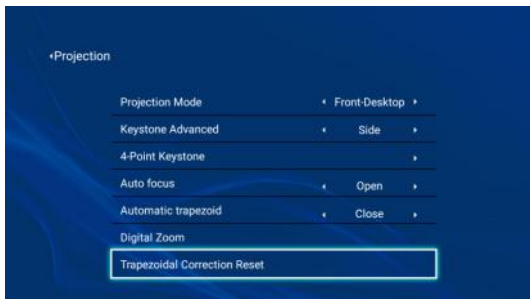 Projection
Projection Mode Front-Desktop
Keystone Advanced Side
4-Point Keystone
Auto focus Open
Automatic trapezoid Close
Digital Zoom
Trapezoidal Correction Reset